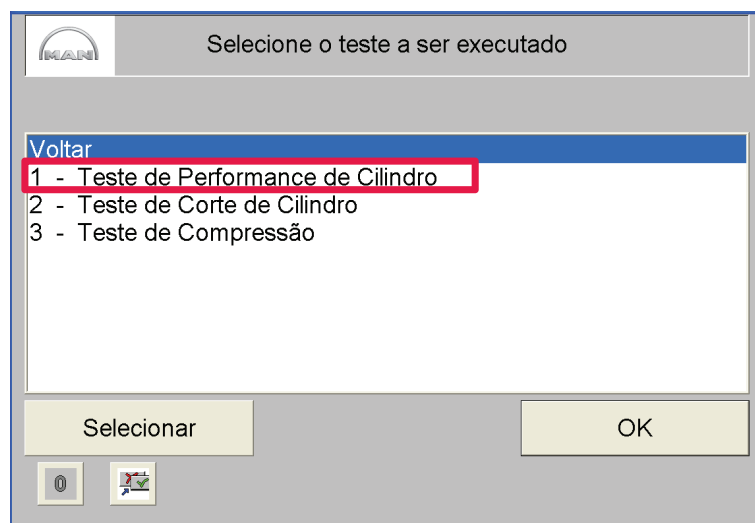 MAN
Selecione o teste a ser executado
Voltar
1 - Teste de Performance de Cilindro
2 - Teste de Corte de Cilindro
3 - Teste de Compressão
Selecionar
OK
0